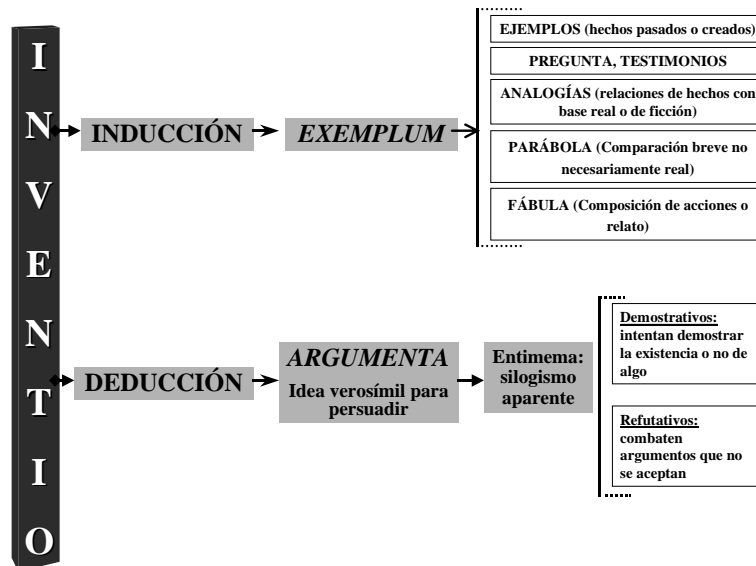 INVENTIO
INDUCCIÓN
EXEMPLUM
EJEMPLOS (hechos pasados o creados)
PREGUNTA, TESTIMONIOS
ANALOGÍAS (relaciones de hechos con
base real o de ficción)
PARÁBOLA (Comparación breve no
necesariamente real)
FÁBULA (Composición de acciones o
relato)
DEDUCCIÓN
ARGUMENTA
Idea verosímil para
persuadir
Entimema:
silogismo
aparente
Demostrativos:
intentan demostrar
la existencia o no de
algo
Refutativos:
combaten
argumentos que no
se aceptan